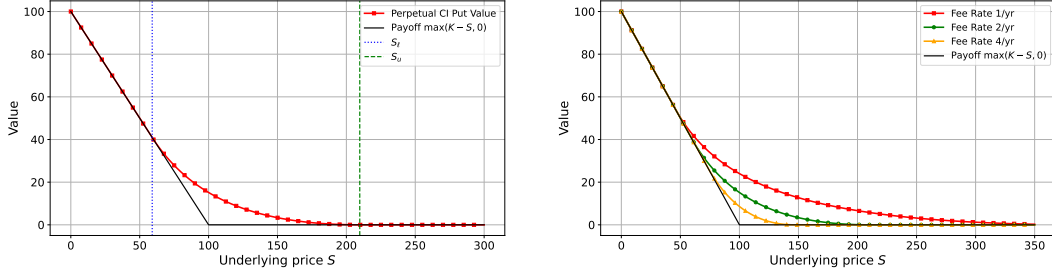 Perpetual CI Put Value
Payoff max(K − S, 0)
S_ℓ
S_u
Value
100
80
60
40
20
0
0 50 100 150 200 250 300
Underlying price S
Fee Rate 1/yr
Fee Rate 2/yr
Fee Rate 4/yr
Payoff max(K − S, 0)
Value
100
80
60
40
20
0
0 50 100 150 200 250 300 350
Underlying price S